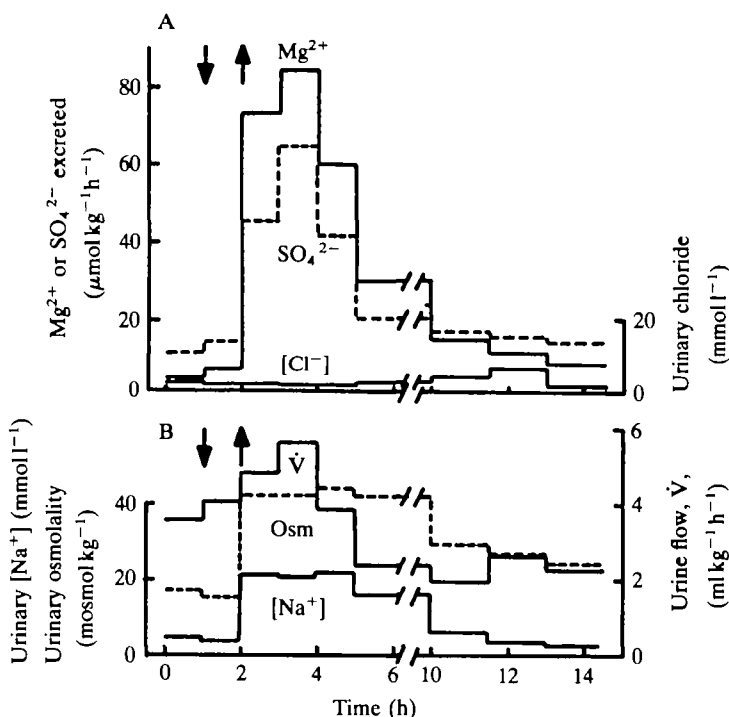 A
Mg²⁺
Mg²⁺ or SO₄²⁻ excreted
(μmol kg⁻¹ h⁻¹)
80
60
40
20
0
SO₄²⁻
[Cl⁻]
20
0
Urinary chloride
(mmol l⁻¹)
B
V̇
Osm
[Na⁺]
Urinary [Na⁺] (mmol l⁻¹)
Urinary osmolality
(mosmol kg⁻¹)
40
20
0
6
4
2
0
Urine flow, V̇,
(ml kg⁻¹ h⁻¹)
0 2 4 6 10 12 14
Time (h)